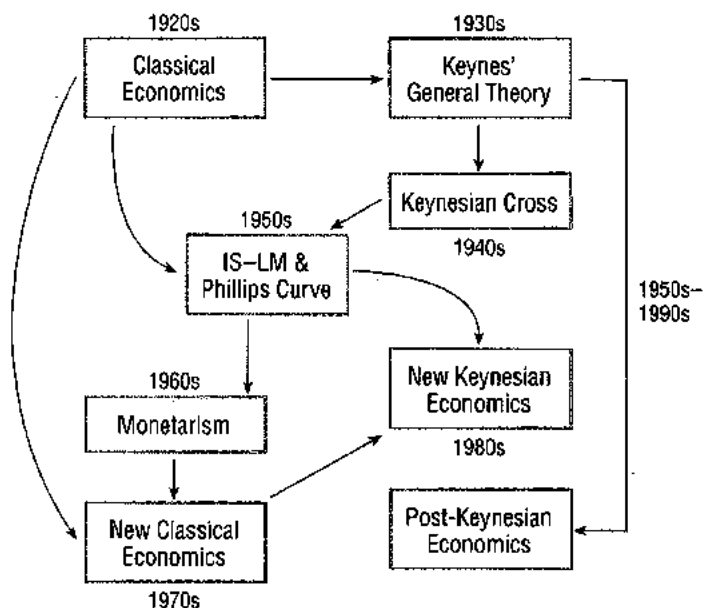 1920s
Classical
Economics
1930s
Keynes'
General Theory
Keynesian Cross
1940s
1950s
IS–LM &
Phillips Curve
1950s–
1990s
1960s
Monetarism
New Keynesian
Economics
1980s
New Classical
Economics
1970s
Post-Keynesian
Economics